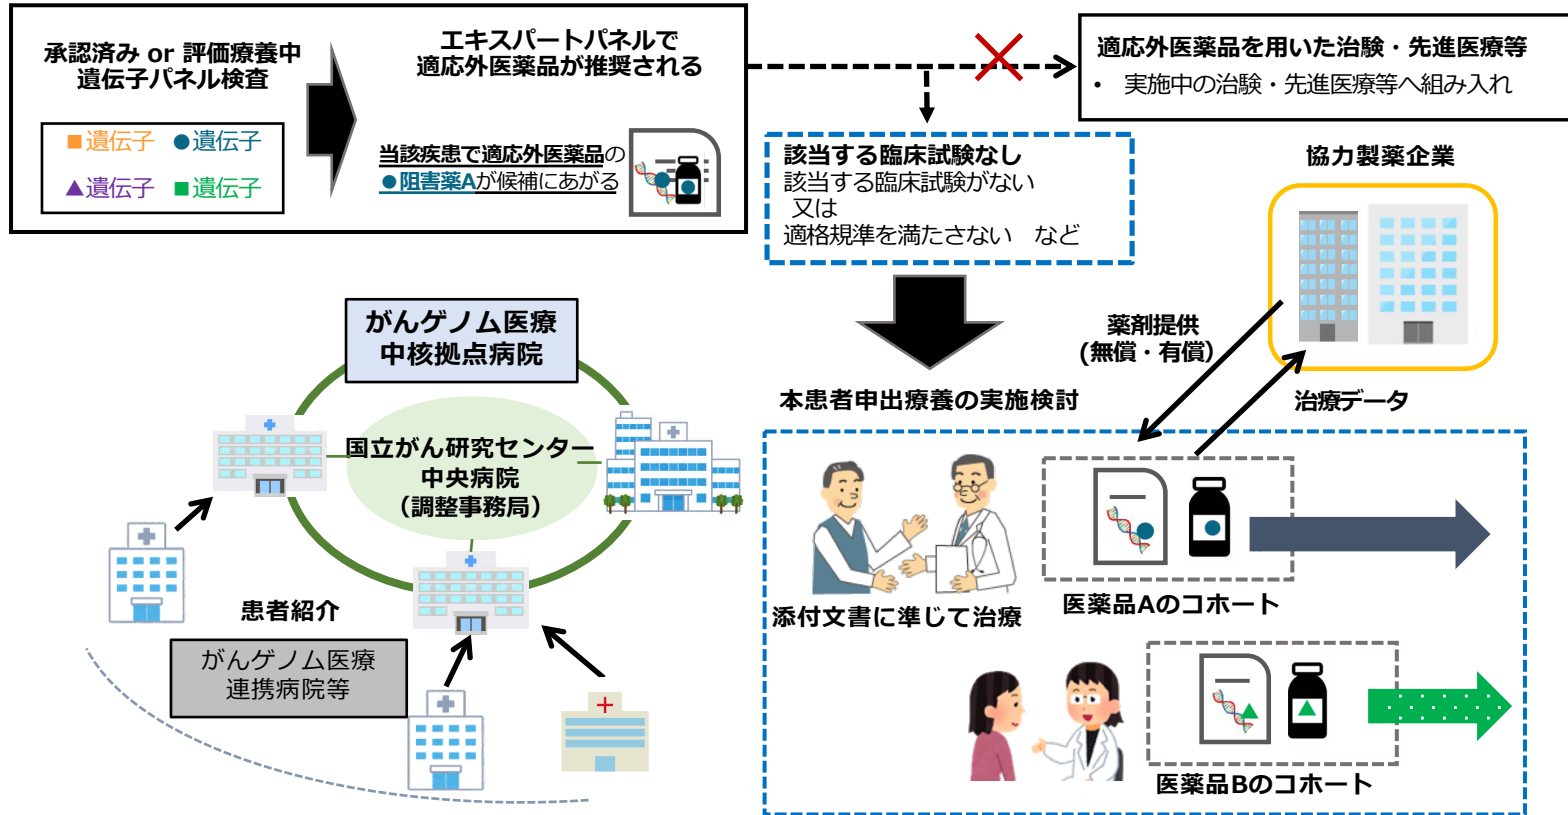 承認済み or 評価療養中
遺伝子パネル検査
■遺伝子 ●遺伝子
▲遺伝子 ■遺伝子
エキスパートパネルで
適応外医薬品が推奨される
当該疾患で適応外医薬品の
●阻害薬Aが候補にあがる
適応外医薬品を用いた治験・先進医療等
• 実施中の治験・先進医療等へ組み入れ
該当する臨床試験なし
該当する臨床試験がない
又は
適格規準を満たさない など
協力製薬企業
薬剤提供
(無償・有償)
治療データ
がんゲノム医療
中核拠点病院
国立がん研究センター
中央病院
（調整事務局）
患者紹介
がんゲノム医療
連携病院等
本患者申出療養の実施検討
添付文書に準じて治療
医薬品Aのコホート
医薬品Bのコホート